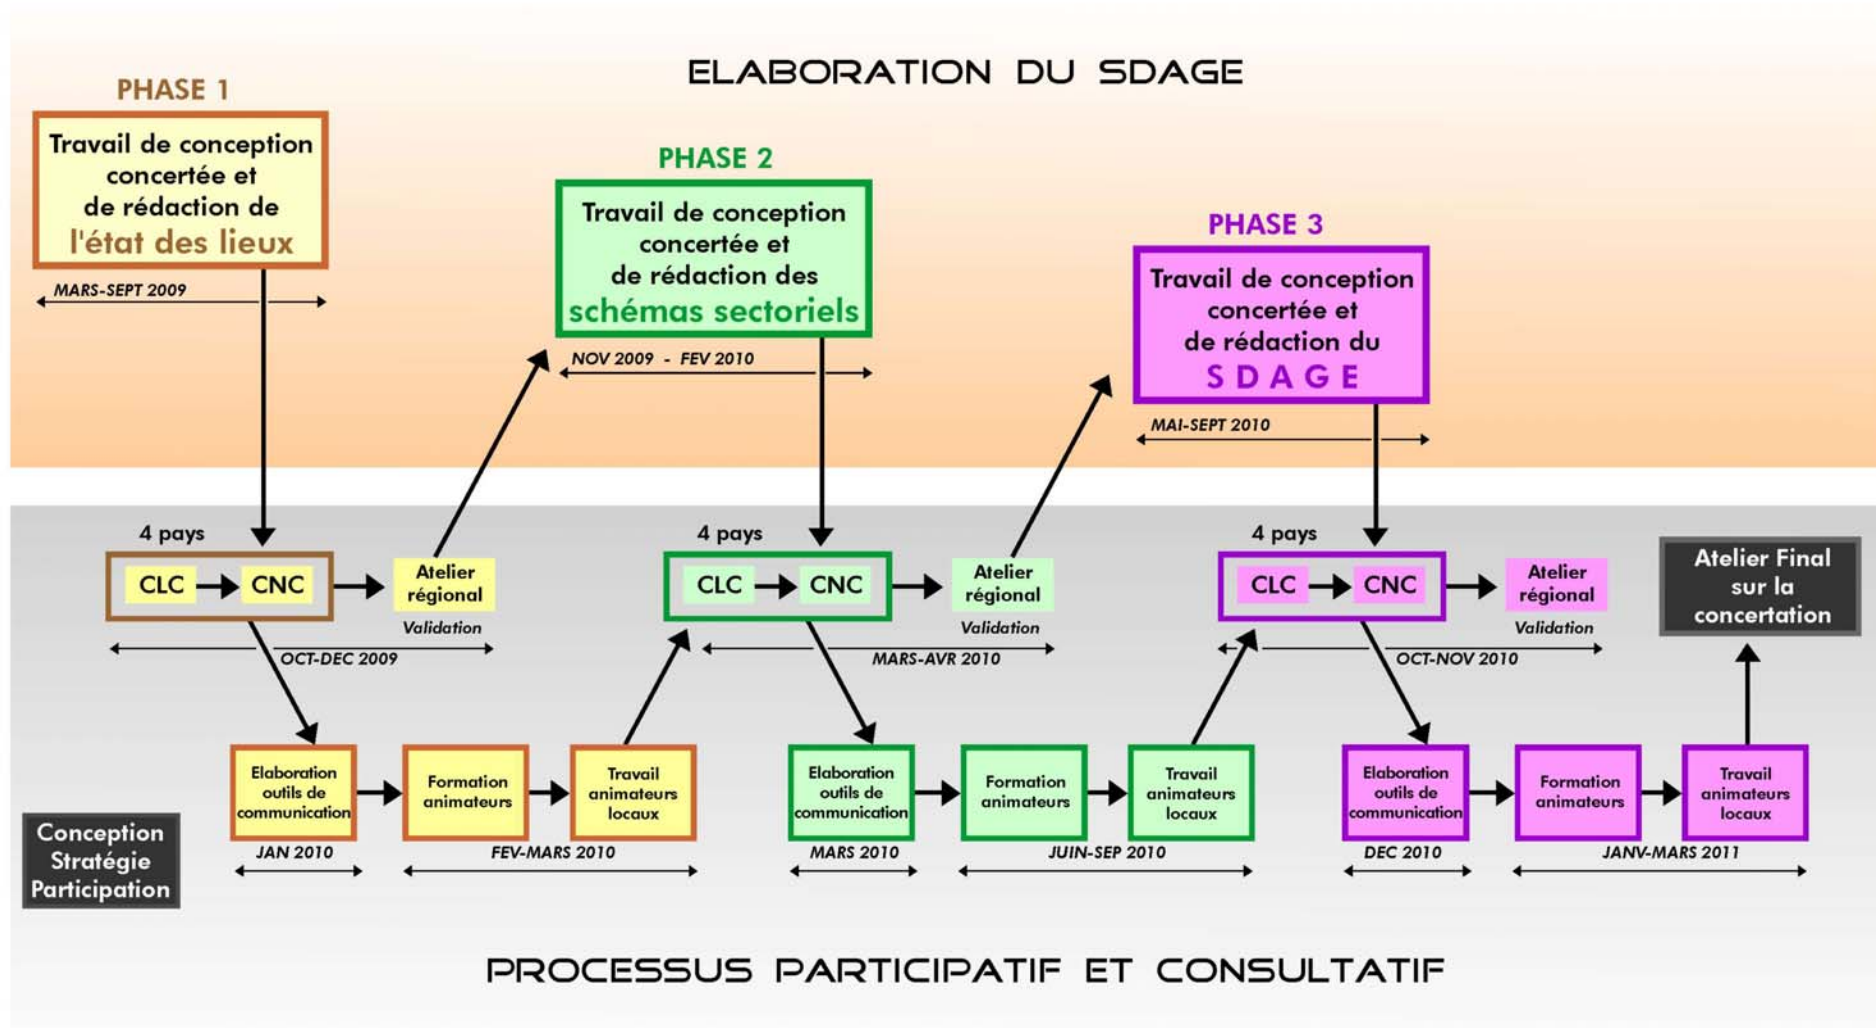 ELABORATION DU SDAGE
PHASE 1
Travail de conception
concertée et
de rédaction de
l'état des lieux
MARS-SEPT 2009
PHASE 2
Travail de conception
concertée et
de rédaction des
schémas sectoriels
NOV 2009 - FEV 2010
PHASE 3
Travail de conception
concertée et
de rédaction du
S D A G E
MAI-SEPT 2010
4 pays
CLC
CNC
Atelier
régional
Validation
OCT-DEC 2009
4 pays
CLC
CNC
Atelier
régional
Validation
MARS-AVR 2010
4 pays
CLC
CNC
Atelier
régional
Validation
OCT-NOV 2010
Atelier Final
sur la
concertation
Conception
Stratégie
Participation
Elaboration
outils de
communication
JAN 2010
Formation
animateurs
Travail
animateurs
locaux
FEV-MARS 2010
Elaboration
outils de
communication
MARS 2010
Formation
animateurs
Travail
animateurs
locaux
JUIN-SEP 2010
Elaboration
outils de
communication
DEC 2010
Formation
animateurs
Travail
animateurs
locaux
JANV-MARS 2011
PROCESSUS PARTICIPATIF ET CONSULTATIF